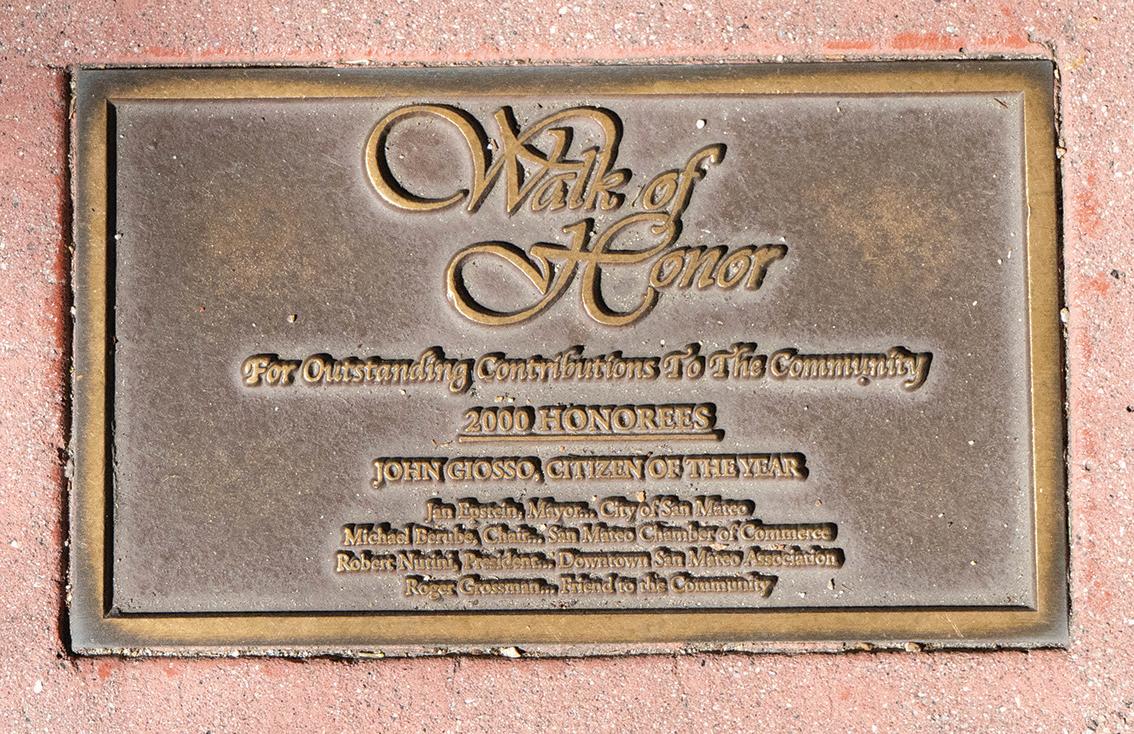 Walk of
Honor
For Outstanding Contributions To The Community
2000 HONOREES
JOHN GIOSSO, CITIZEN OF THE YEAR
Jan Epstein, Mayor... City of San Mateo
Michael Berube, Chair... San Mateo Chamber of Commerce
Robert Nutini, President... Downtown San Mateo Association
Roger Grossman... Friend to the Community